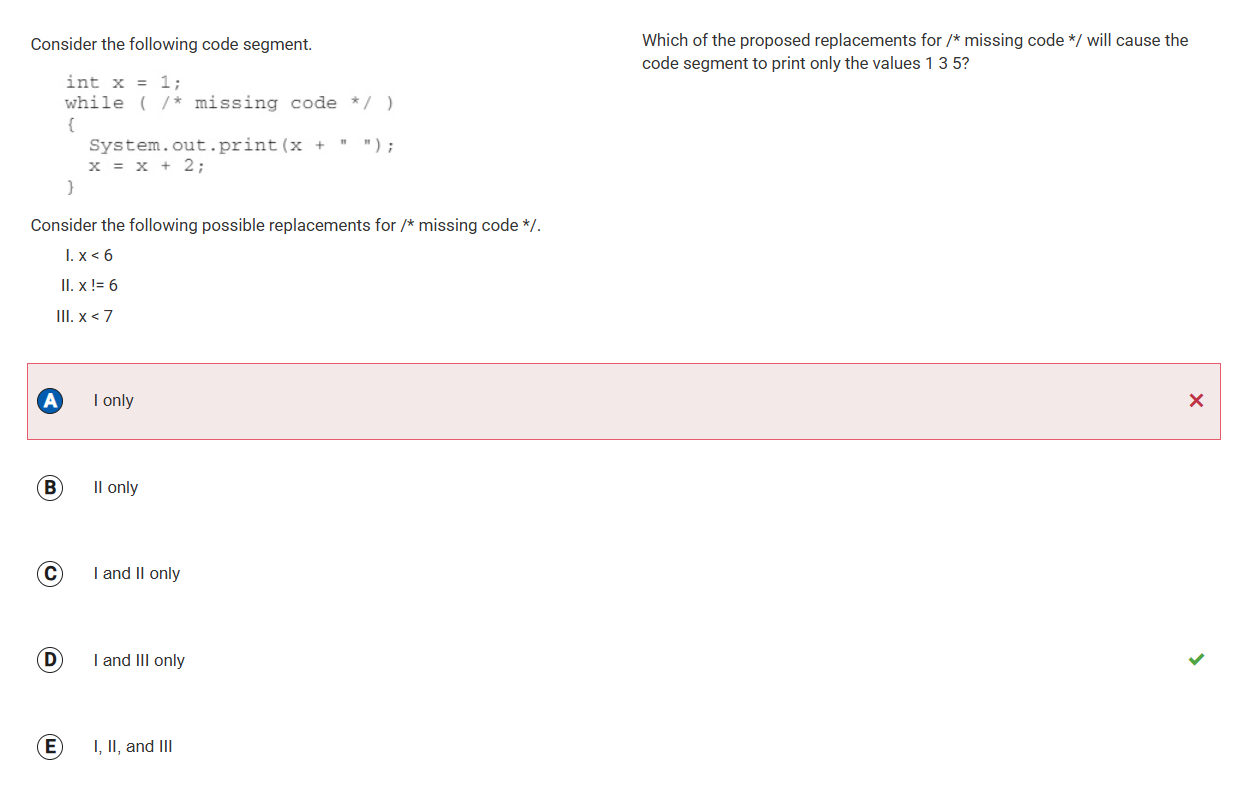 Consider the following code segment.
int x = 1;
while ( /* missing code */ )
{
System.out.print(x + " ");
x = x + 2;
}
Consider the following possible replacements for /* missing code */.
I. x < 6
II. x != 6
III. x < 7
Which of the proposed replacements for /* missing code */ will cause the
code segment to print only the values 1 3 5?
A I only
B II only
C I and II only
D I and III only
E I, II, and III